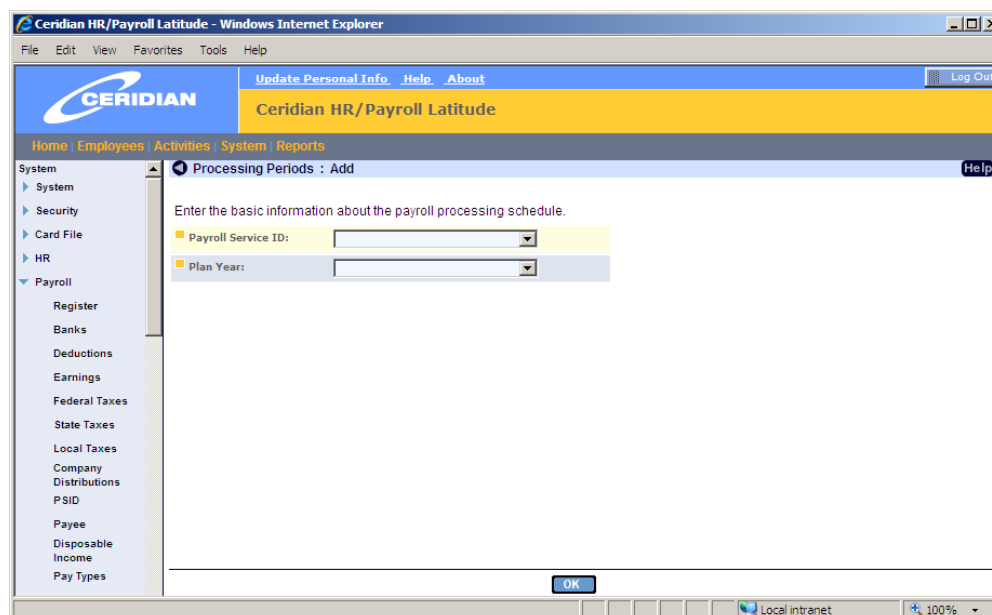 Ceridian HR/Payroll Latitude - Windows Internet Explorer
File Edit View Favorites Tools Help
CERIDIAN
Update Personal Info Help About
Log Out
Ceridian HR/Payroll Latitude
Home | Employees | Activities | System | Reports
System
Processing Periods : Add
Help
System
Security
Enter the basic information about the payroll processing schedule.
Card File
Payroll Service ID:
HR
Plan Year:
Payroll
Register
Banks
Deductions
Earnings
Federal Taxes
State Taxes
Local Taxes
Company
Distributions
PSID
Payee
Disposable
Income
Pay Types
OK
Local intranet
100%